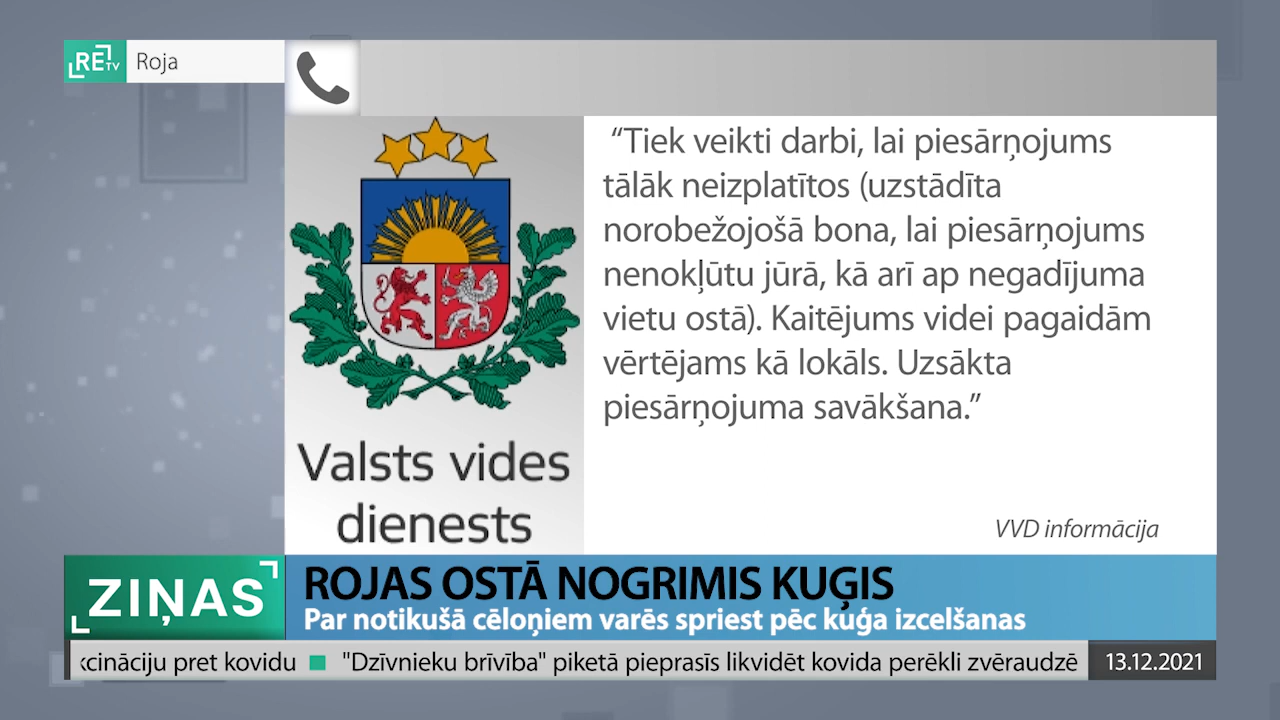 RE TV
Roja
“Tiek veikti darbi, lai piesārņojums
tālāk neizplatītos (uzstādīta
norobežojošā bona, lai piesārņojums
nenokļūtu jūrā, kā arī ap negadījuma
vietu ostā). Kaitējums videi pagaidām
vērtējams kā lokāls. Uzsākta
piesārņojuma savākšana.”
VVD informācija
Valsts vides
dienests
ZIŅAS
ROJAS OSTĀ NOGRIMIS KUĢIS
Par notikušā cēloņiem varēs spriest pēc kuģa izcelšanas
kcināciju pret kovidu ■ "Dzīvnieku brīvība" piketā pieprasīs likvidēt kovida perēkli zvēraudzē
13.12.2021